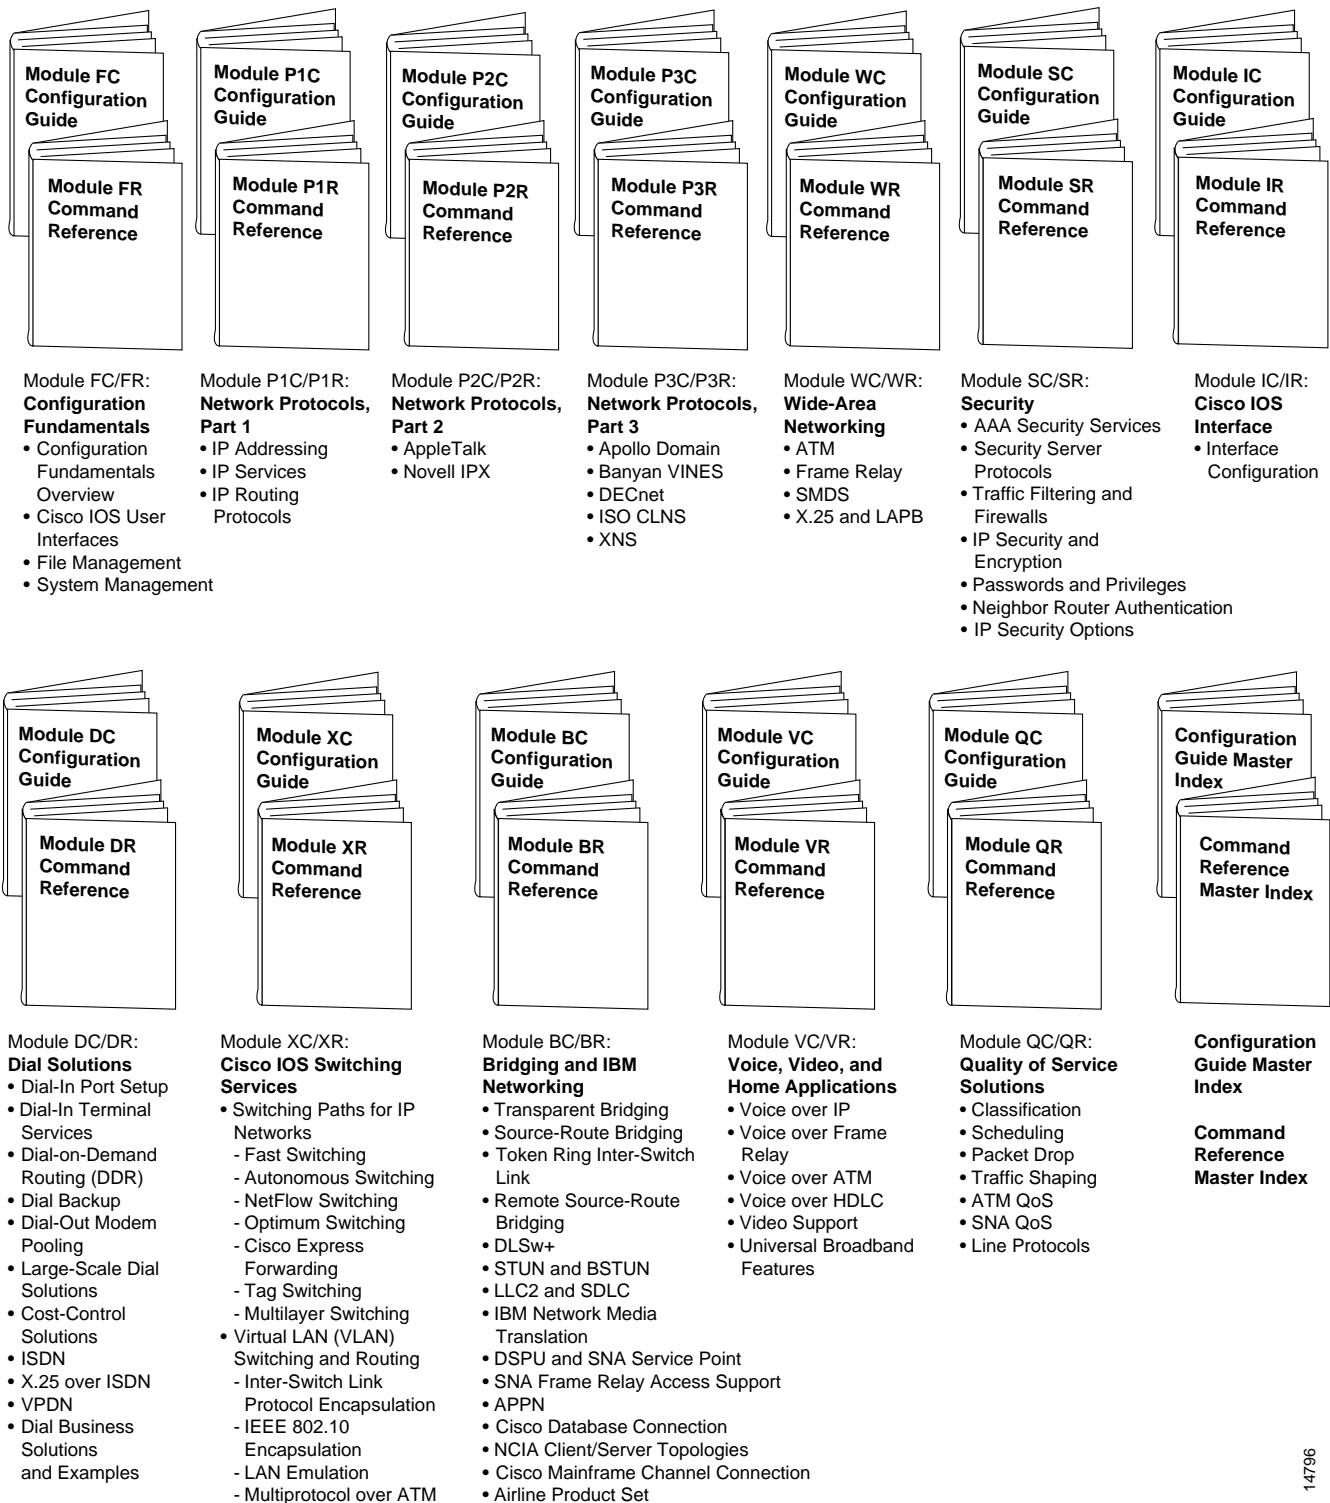 Module FC
Configuration
Guide
Module FR
Command
Reference
Module P1C
Configuration
Guide
Module P1R
Command
Reference
Module P2C
Configuration
Guide
Module P2R
Command
Reference
Module P3C
Configuration
Guide
Module P3R
Command
Reference
Module WC
Configuration
Guide
Module WR
Command
Reference
Module SC
Configuration
Guide
Module SR
Command
Reference
Module IC
Configuration
Guide
Module IR
Command
Reference
Module FC/FR:
Configuration
Fundamentals
• Configuration
Fundamentals
Overview
• Cisco IOS User
Interfaces
• File Management
• System Management
Module P1C/P1R:
Network Protocols,
Part 1
• IP Addressing
• IP Services
• IP Routing
Protocols
Module P2C/P2R:
Network Protocols,
Part 2
• AppleTalk
• Novell IPX
Module P3C/P3R:
Network Protocols,
Part 3
• Apollo Domain
• Banyan VINES
• DECnet
• ISO CLNS
• XNS
Module WC/WR:
Wide-Area
Networking
• ATM
• Frame Relay
• SMDS
• X.25 and LAPB
Module SC/SR:
Security
• AAA Security Services
• Security Server
Protocols
• Traffic Filtering and
Firewalls
• IP Security and
Encryption
• Passwords and Privileges
• Neighbor Router Authentication
• IP Security Options
Module IC/IR:
Cisco IOS
Interface
• Interface
Configuration
Module DC
Configuration
Guide
Module DR
Command
Reference
Module XC
Configuration
Guide
Module XR
Command
Reference
Module BC
Configuration
Guide
Module BR
Command
Reference
Module VC
Configuration
Guide
Module VR
Command
Reference
Module QC
Configuration
Guide
Module QR
Command
Reference
Configuration
Guide Master
Index
Command
Reference
Master Index
Module DC/DR:
Dial Solutions
• Dial-In Port Setup
• Dial-In Terminal
Services
• Dial-on-Demand
Routing (DDR)
• Dial Backup
• Dial-Out Modem
Pooling
• Large-Scale Dial
Solutions
• Cost-Control
Solutions
• ISDN
• X.25 over ISDN
• VPDN
• Dial Business
Solutions
and Examples
Module XC/XR:
Cisco IOS Switching
Services
• Switching Paths for IP
Networks
- Fast Switching
- Autonomous Switching
- NetFlow Switching
- Optimum Switching
- Cisco Express
Forwarding
- Tag Switching
- Multilayer Switching
• Virtual LAN (VLAN)
Switching and Routing
- Inter-Switch Link
Protocol Encapsulation
- IEEE 802.10
Encapsulation
- LAN Emulation
- Multiprotocol over ATM
Module BC/BR:
Bridging and IBM
Networking
• Transparent Bridging
• Source-Route Bridging
• Token Ring Inter-Switch
Link
• Remote Source-Route
Bridging
• DLSw+
• STUN and BSTUN
• LLC2 and SDLC
• IBM Network Media
Translation
• DSPU and SNA Service Point
• SNA Frame Relay Access Support
• APPN
• Cisco Database Connection
• NCIA Client/Server Topologies
• Cisco Mainframe Channel Connection
• Airline Product Set
Module VC/VR:
Voice, Video, and
Home Applications
• Voice over IP
• Voice over Frame
Relay
• Voice over ATM
• Voice over HDLC
• Video Support
• Universal Broadband
Features
Module QC/QR:
Quality of Service
Solutions
• Classification
• Scheduling
• Packet Drop
• Traffic Shaping
• ATM QoS
• SNA QoS
• Line Protocols
Configuration
Guide Master
Index
Command
Reference
Master Index
14796